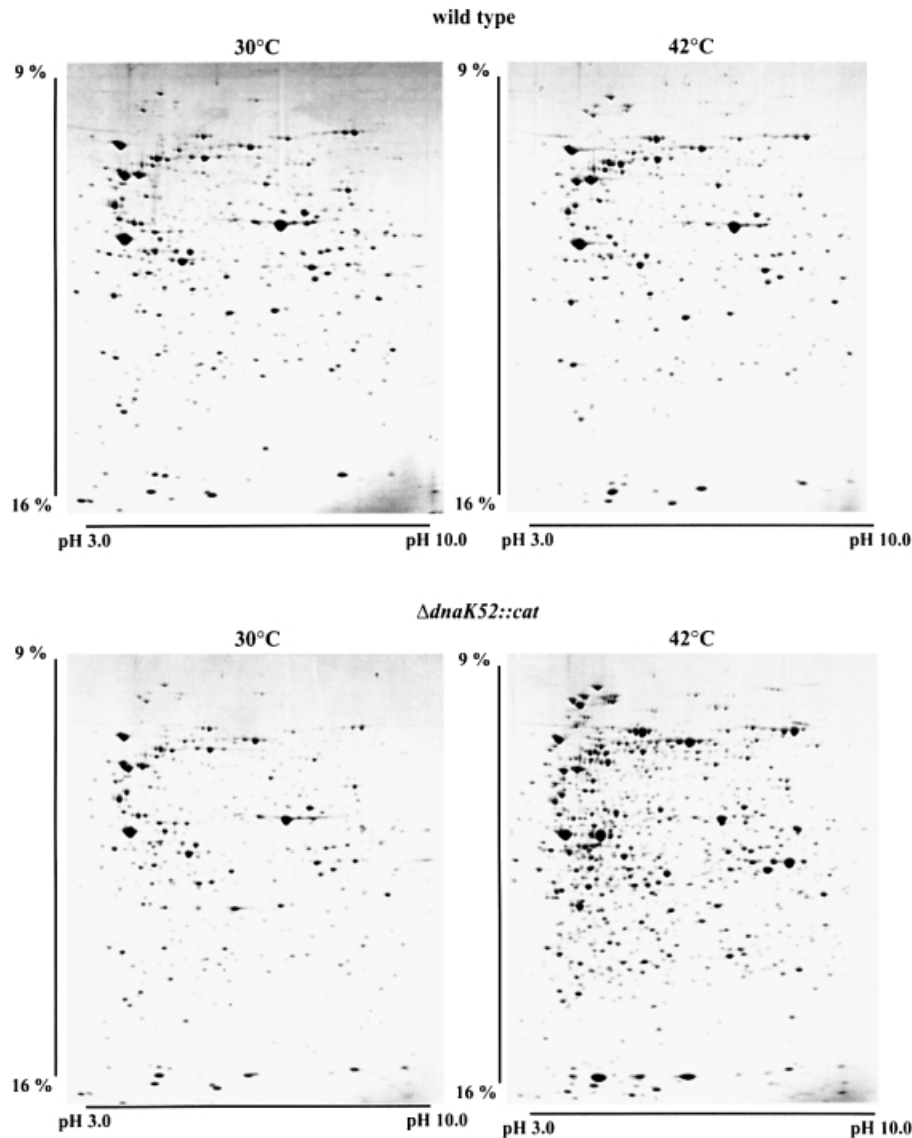 wild type
30°C
42°C
9 %
9 %
16 %
16 %
pH 3.0
pH 10.0
pH 3.0
pH 10.0
ΔdnaK52::cat
30°C
42°C
9 %
9 %
16 %
16 %
pH 3.0
pH 10.0
pH 3.0
pH 10.0